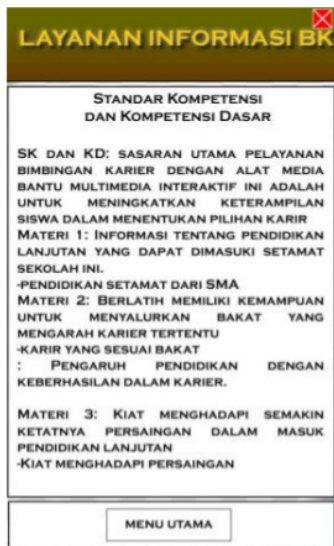 LAYANAN INFORMASI BK
STANDAR KOMPETENSI
DAN KOMPETENSI DASAR
SK DAN KD: SASARAN UTAMA PELAYANAN
BIMBINGAN KARIER DENGAN ALAT MEDIA
BANTU MULTIMEDIA INTERAKTIF INI ADALAH
UNTUK MENINGKATKAN KETERAMPILAN
SISWA DALAM MENENTUKAN PILIHAN KARIR
MATERI 1: INFORMASI TENTANG PENDIDIKAN
LANJUTAN YANG DAPAT DIMASUKI SETAMAT
SEKOLAH INI.
-PENDIDIKAN SETAMAT DARI SMA
MATERI 2: BERLATIH MEMILIKI KEMAMPUAN
UNTUK MENYALURKAN BAKAT YANG
MENGARAH KARIER TERTENTU
-KARIR YANG SESUAI BAKAT
: PENGARUH PENDIDIKAN DENGAN
KEBERHASILAN DALAM KARIER.
MATERI 3: KIAT MENGHADAPI SEMAKIN
KETATNYA PERSAINGAN DALAM MASUK
PENDIDIKAN LANJUTAN
-KIAT MENGHADAPI PERSAINGAN
MENU UTAMA